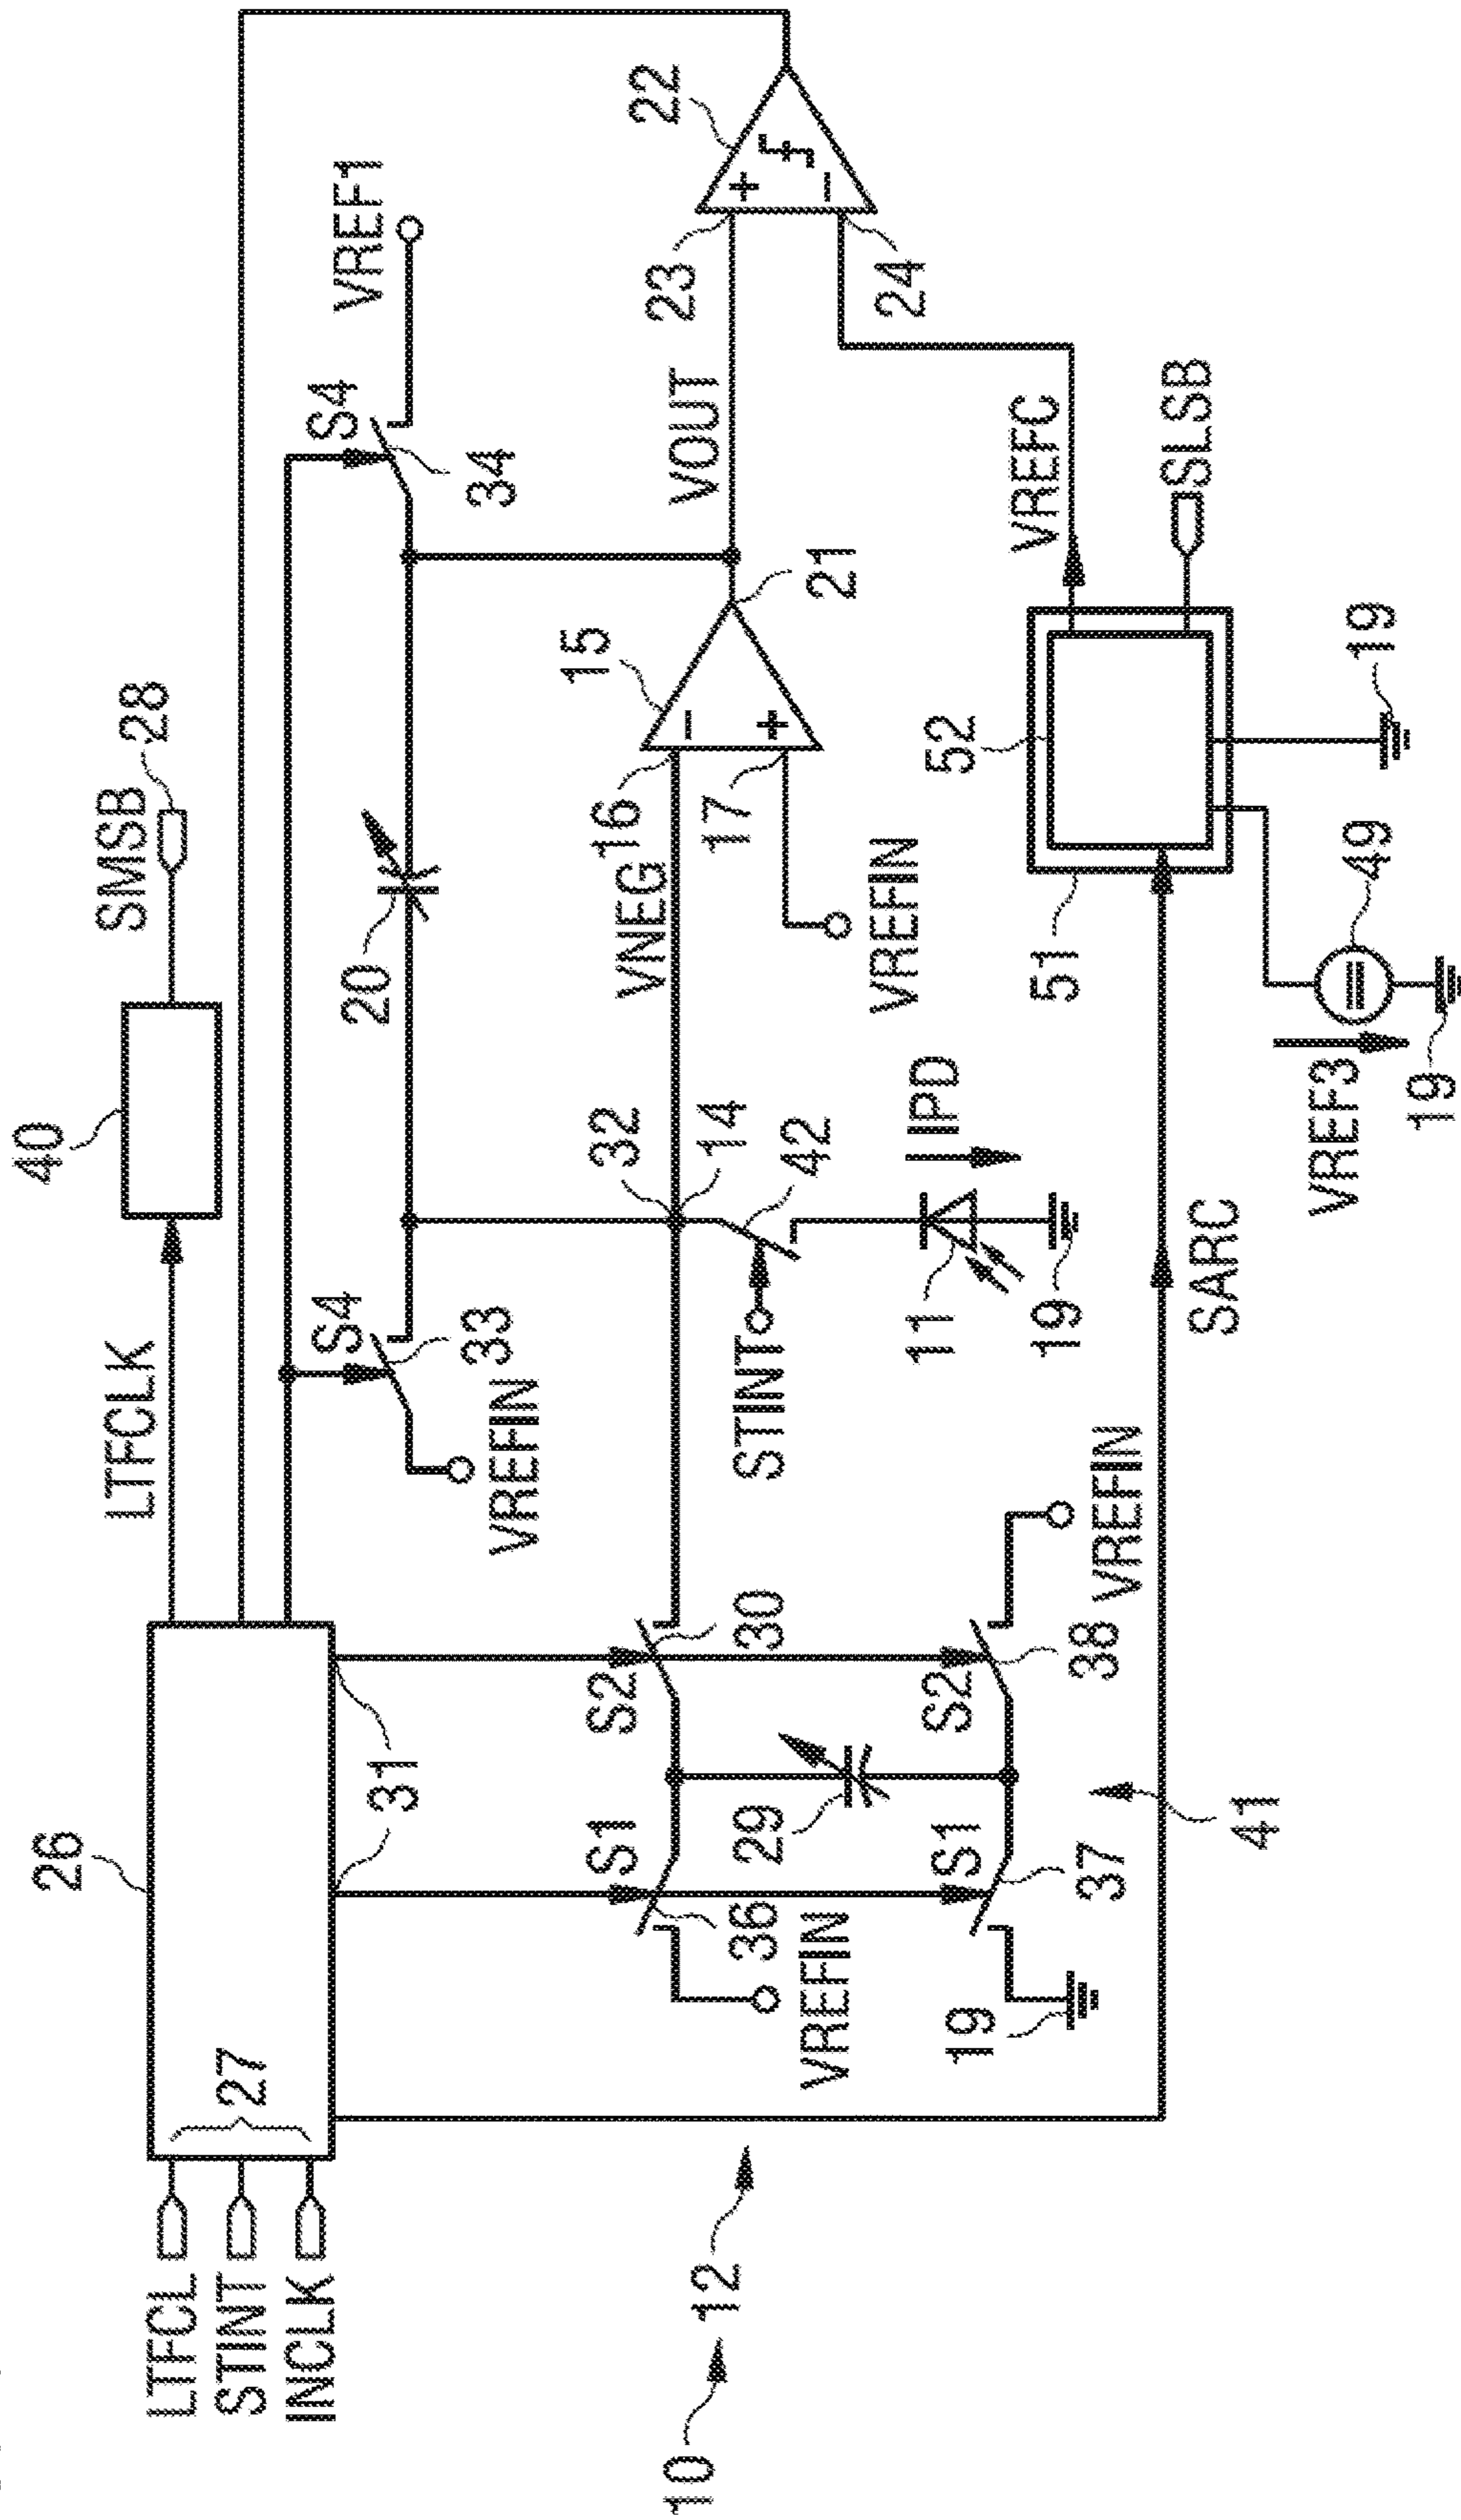 LTFCL
STINT
INCLK
27
26
31
LTFCLK
40
SMSB
28
S4
33
VREFIN
20
S4
34
VREF1
22
23
24
VOUT
21
15
16
17
VNEG
VREFIN
32
14
42
STINT
IPD
11
19
S2
30
S1
36
VREFIN
29
S2
38
VREFIN
S1
37
19
41
SARC
VREFC
SLSB
52
51
19
49
VREF3
19
12
10